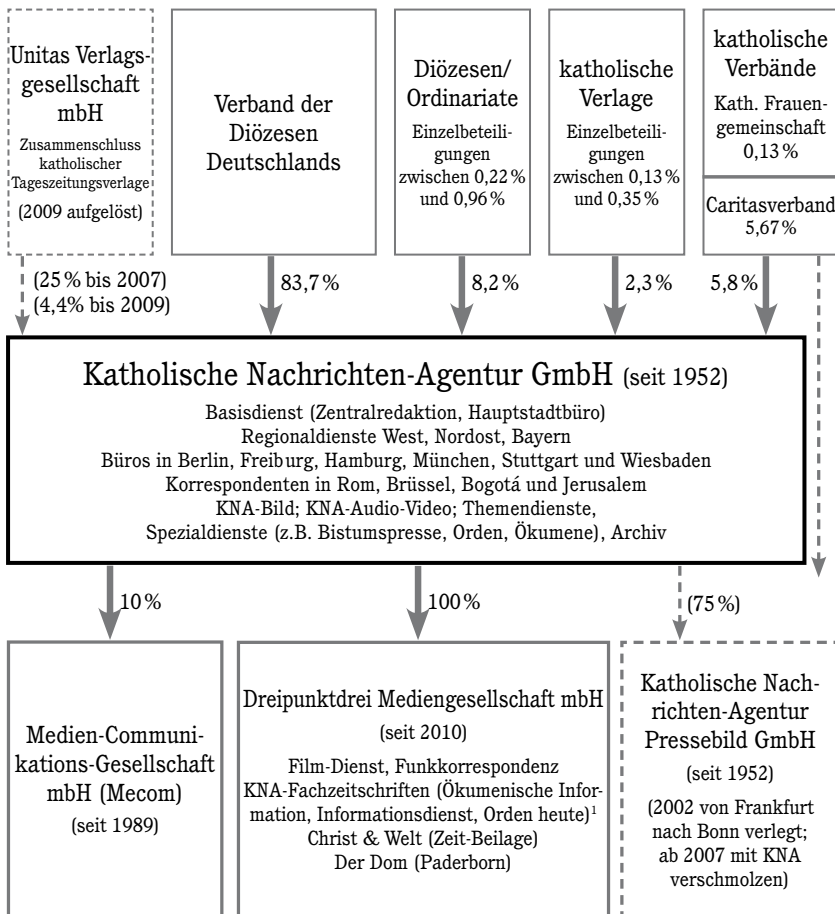 Unitas Verlags-
gesellschaft
mbH
Zusammenschluss
katholischer
Tageszeitungsverlage
(2009 aufgelöst)
Verband der
Diözesen
Deutschlands
Diözesen/
Ordinariate
Einzelbeteili-
gungen
zwischen 0,22 %
und 0,96 %
katholische
Verlage
Einzelbeteili-
gungen
zwischen 0,13 %
und 0,35 %
katholische
Verbände
Kath. Frauen-
gemeinschaft
0,13 %
Caritasverband
5,67 %
(25 % bis 2007)
(4,4% bis 2009)
83,7 %
8,2 %
2,3 %
5,8 %
Katholische Nachrichten-Agentur GmbH (seit 1952)
Basisdienst (Zentralredaktion, Hauptstadtbüro)
Regionaldienste West, Nordost, Bayern
Büros in Berlin, Freiburg, Hamburg, München, Stuttgart und Wiesbaden
Korrespondenten in Rom, Brüssel, Bogotá und Jerusalem
KNA-Bild; KNA-Audio-Video; Themendienste,
Spezialdienste (z.B. Bistumspresse, Orden, Ökumene), Archiv
10 %
100 %
(75 %)
Medien-Communi-
kations-Gesellschaft
mbH (Mecom)
(seit 1989)
Dreipunktdrei Mediengesellschaft mbH
(seit 2010)
Film-Dienst, Funkkorrespondenz
KNA-Fachzeitschriften (Ökumenische Infor-
mation, Informationsdienst, Orden heute)¹
Christ & Welt (Zeit-Beilage)
Der Dom (Paderborn)
Katholische Nach-
richten-Agentur
Pressebild GmbH
(seit 1952)
(2002 von Frankfurt
nach Bonn verlegt;
ab 2007 mit KNA
verschmolzen)